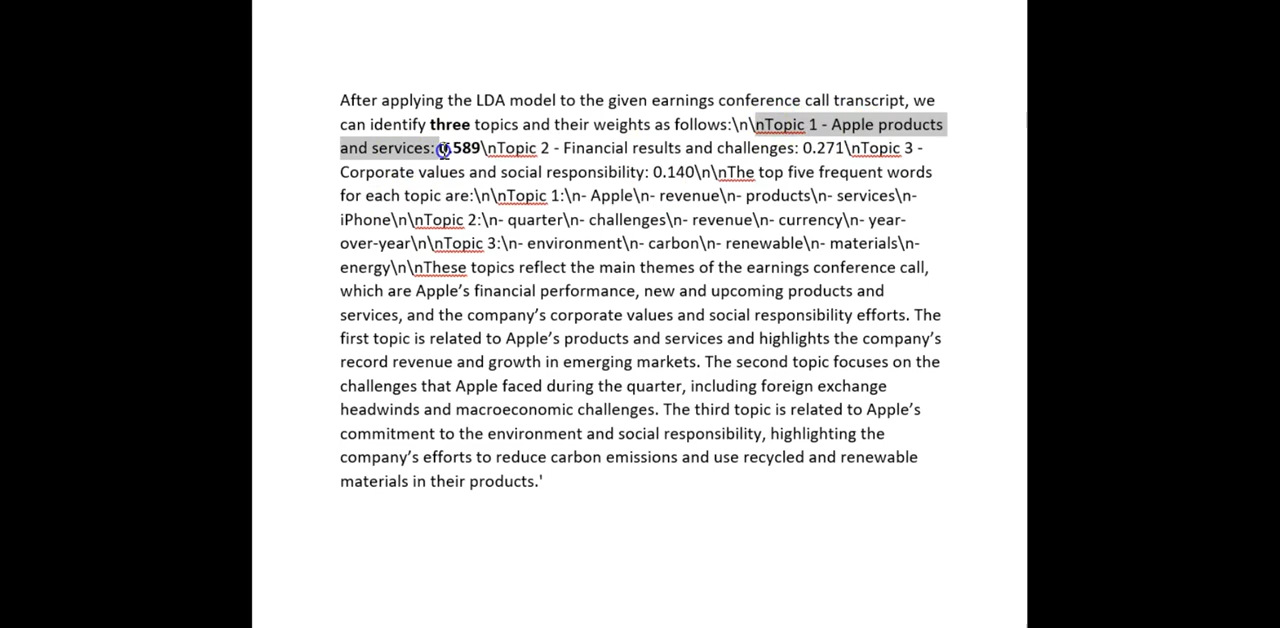 After applying the LDA model to the given earnings conference call transcript, we
can identify three topics and their weights as follows:\n\nTopic 1 - Apple products
and services: 0.589\nTopic 2 - Financial results and challenges: 0.271\nTopic 3 -
Corporate values and social responsibility: 0.140\n\nThe top five frequent words
for each topic are:\n\nTopic 1:\n- Apple\n- revenue\n- products\n- services\n-
iPhone\n\nTopic 2:\n- quarter\n- challenges\n- revenue\n- currency\n- year-
over-year\n\nTopic 3:\n- environment\n- carbon\n- renewable\n- materials\n-
energy\n\nThese topics reflect the main themes of the earnings conference call,
which are Apple’s financial performance, new and upcoming products and
services, and the company’s corporate values and social responsibility efforts. The
first topic is related to Apple’s products and services and highlights the company’s
record revenue and growth in emerging markets. The second topic focuses on the
challenges that Apple faced during the quarter, including foreign exchange
headwinds and macroeconomic challenges. The third topic is related to Apple’s
commitment to the environment and social responsibility, highlighting the
company’s efforts to reduce carbon emissions and use recycled and renewable
materials in their products.'